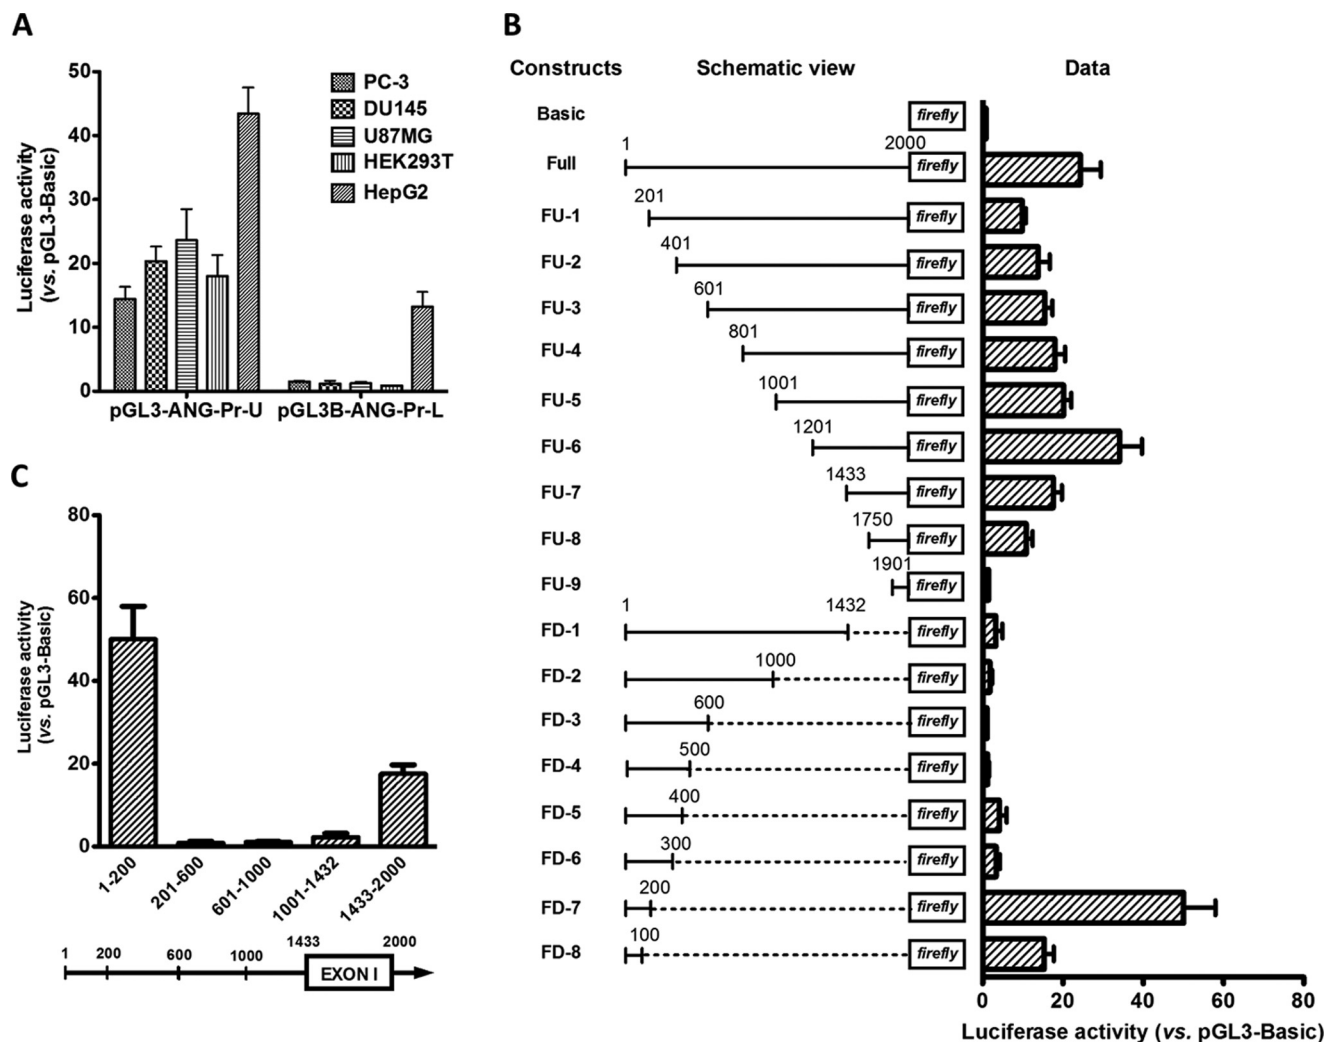 A
Luciferase activity
(vs. pGL3-Basic)
50
40
30
20
10
0
PC-3
DU145
U87MG
HEK293T
HepG2
pGL3-ANG-Pr-U
pGL3B-ANG-Pr-L
B
Constructs
Schematic view
Data
Basic
firefly
Full
1
2000
firefly
FU-1
201
firefly
FU-2
401
firefly
FU-3
601
firefly
FU-4
801
firefly
FU-5
1001
firefly
FU-6
1201
firefly
FU-7
1433
firefly
FU-8
1750
firefly
FU-9
1901
firefly
FD-1
1
1432
firefly
FD-2
1000
firefly
FD-3
600
firefly
FD-4
500
firefly
FD-5
400
firefly
FD-6
300
firefly
FD-7
200
firefly
FD-8
100
firefly
0
20
40
60
80
Luciferase activity (vs. pGL3-Basic)
C
Luciferase activity
(vs. pGL3-Basic)
80
60
40
20
0
1-200
201-600
601-1000
1001-1432
1433-2000
1
200
600
1000
1433
2000
EXON I